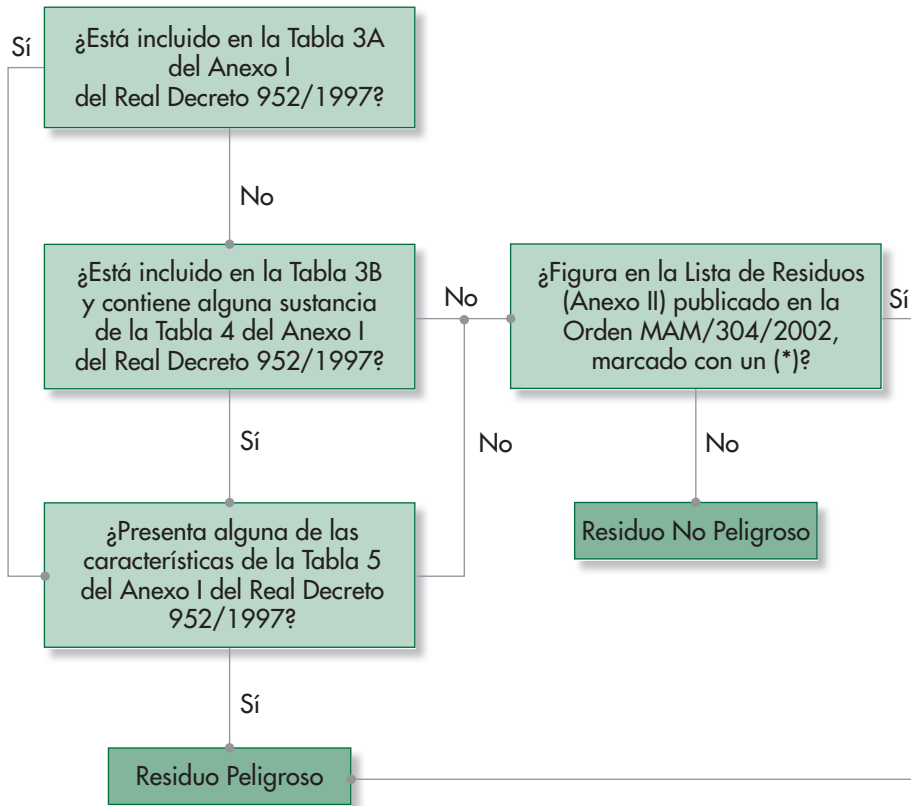 Sí
¿Está incluido en la Tabla 3A
del Anexo I
del Real Decreto 952/1997?
No
¿Está incluido en la Tabla 3B
y contiene alguna sustancia
de la Tabla 4 del Anexo I
del Real Decreto 952/1997?
No
¿Figura en la Lista de Residuos
(Anexo II) publicado en la
Orden MAM/304/2002,
marcado con un (*)?
Sí
Sí
No
No
¿Presenta alguna de las
características de la Tabla 5
del Anexo I del Real Decreto
952/1997?
Residuo No Peligroso
Sí
Residuo Peligroso